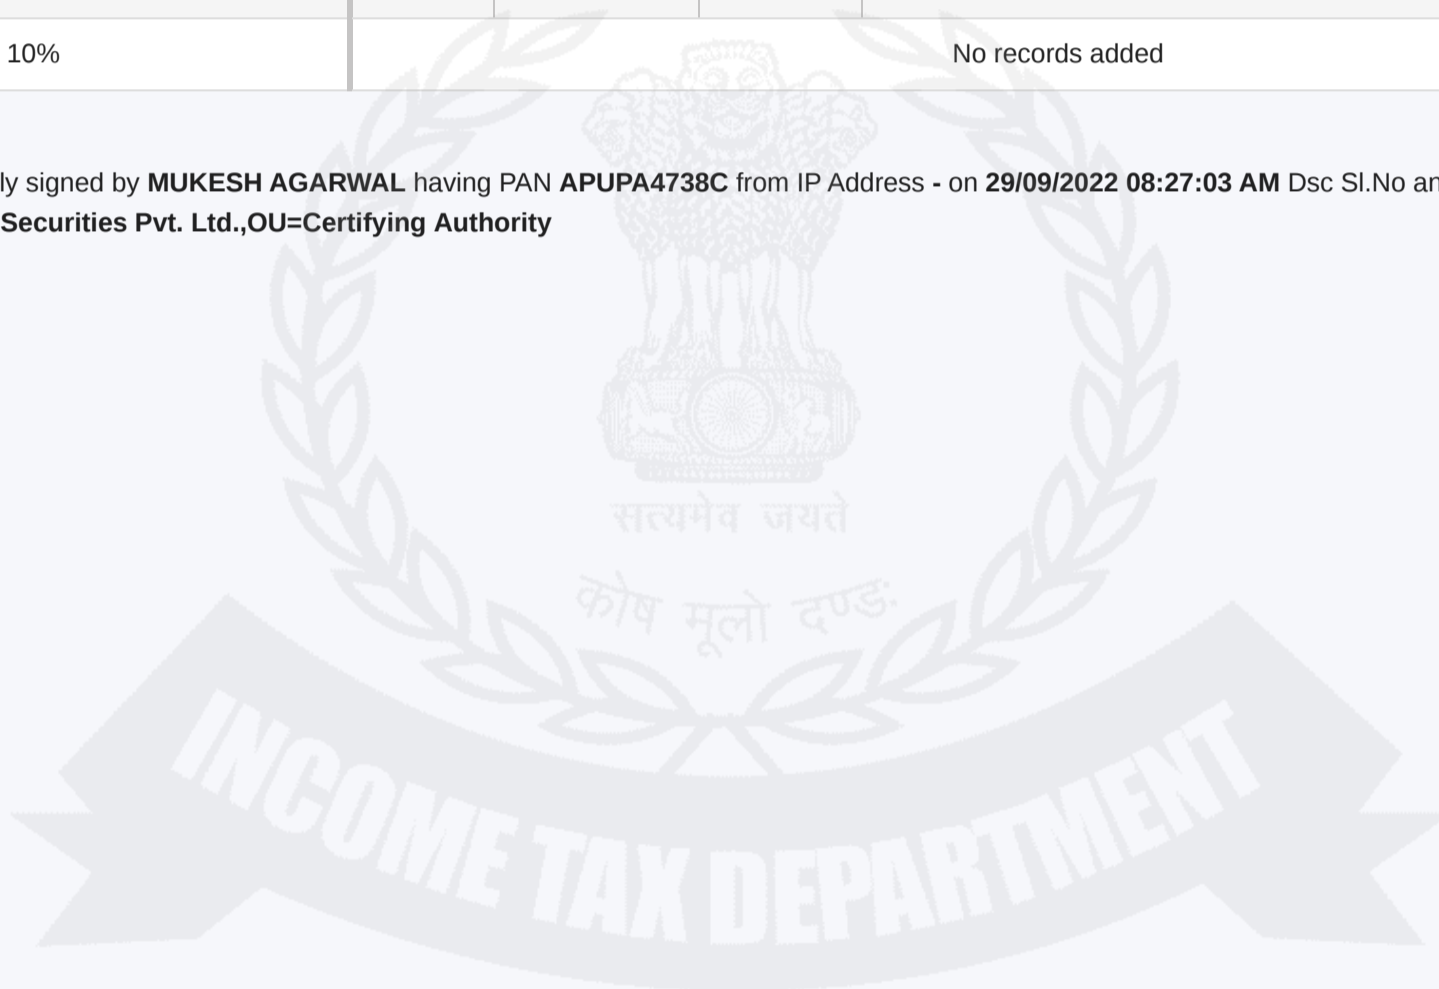 10% No records added
ly signed by MUKESH AGARWAL having PAN APUPA4738C from IP Address - on 29/09/2022 08:27:03 AM Dsc Sl.No an
Securities Pvt. Ltd.,OU=Certifying Authority
सत्यमेव जयते
कोष मूलो दण्डः
INCOME TAX DEPARTMENT